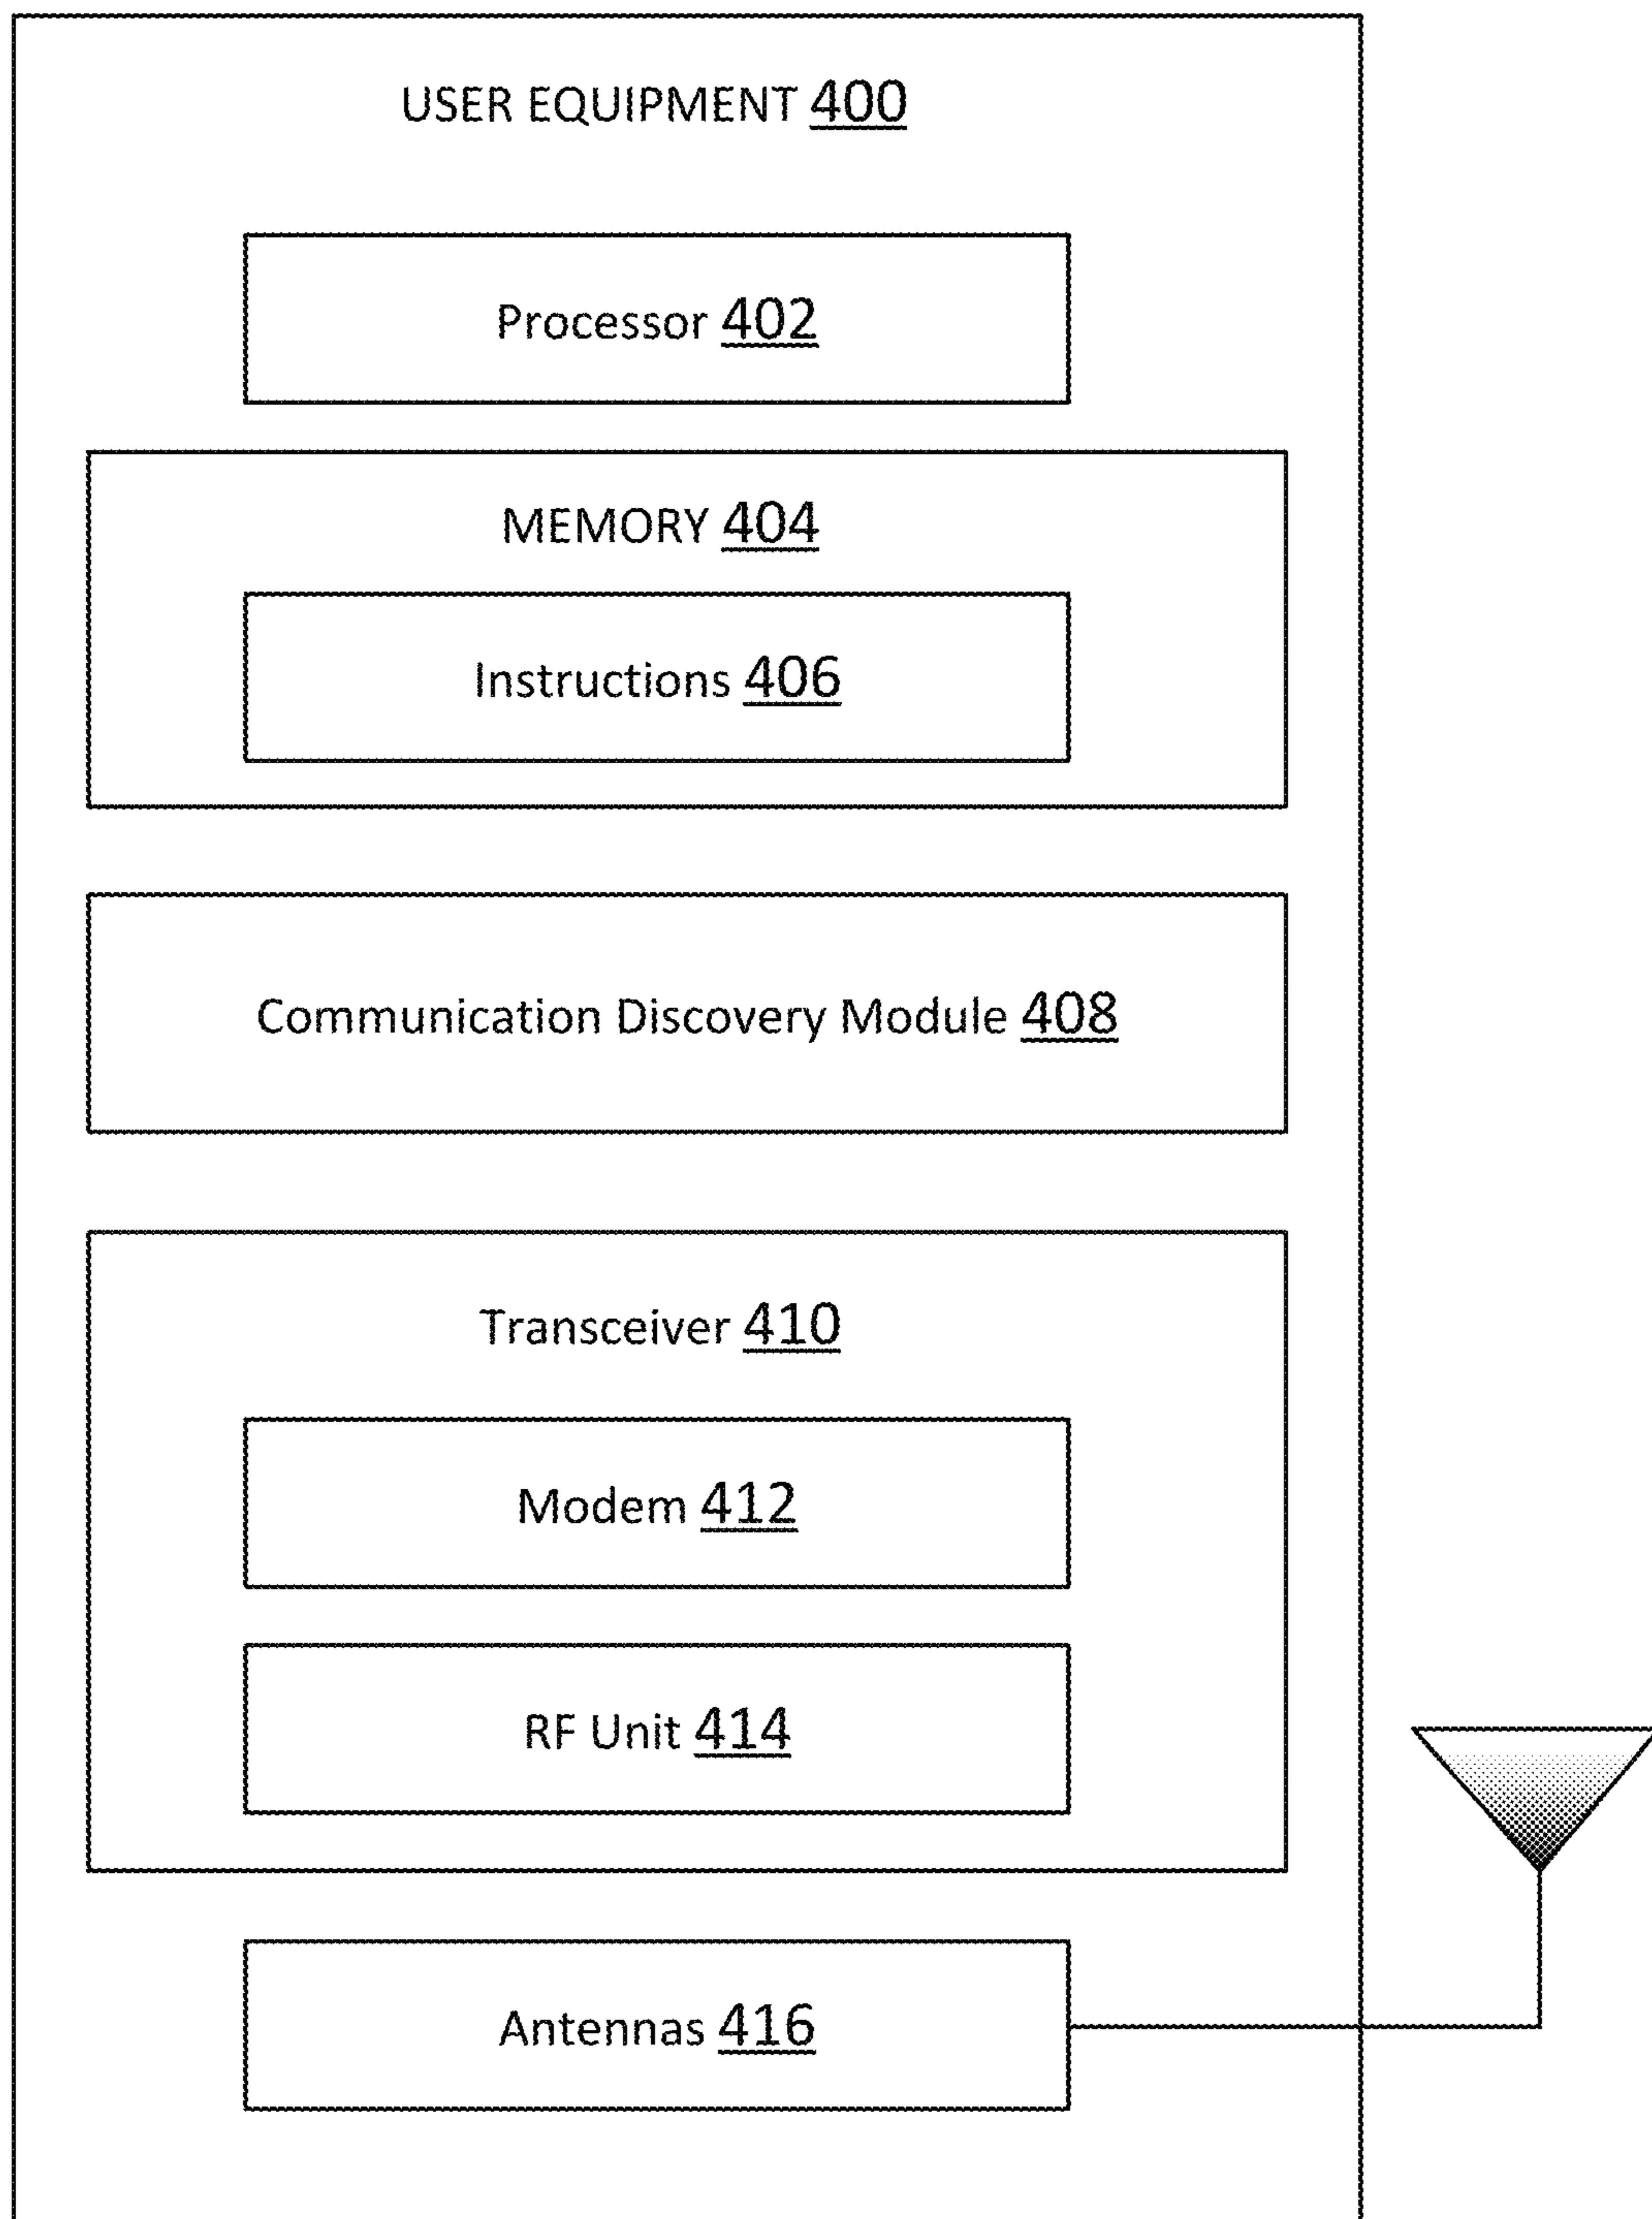 USER EQUIPMENT 400
Processor 402
MEMORY 404
Instructions 406
Communication Discovery Module 408
Transceiver 410
Modem 412
RF Unit 414
Antennas 416